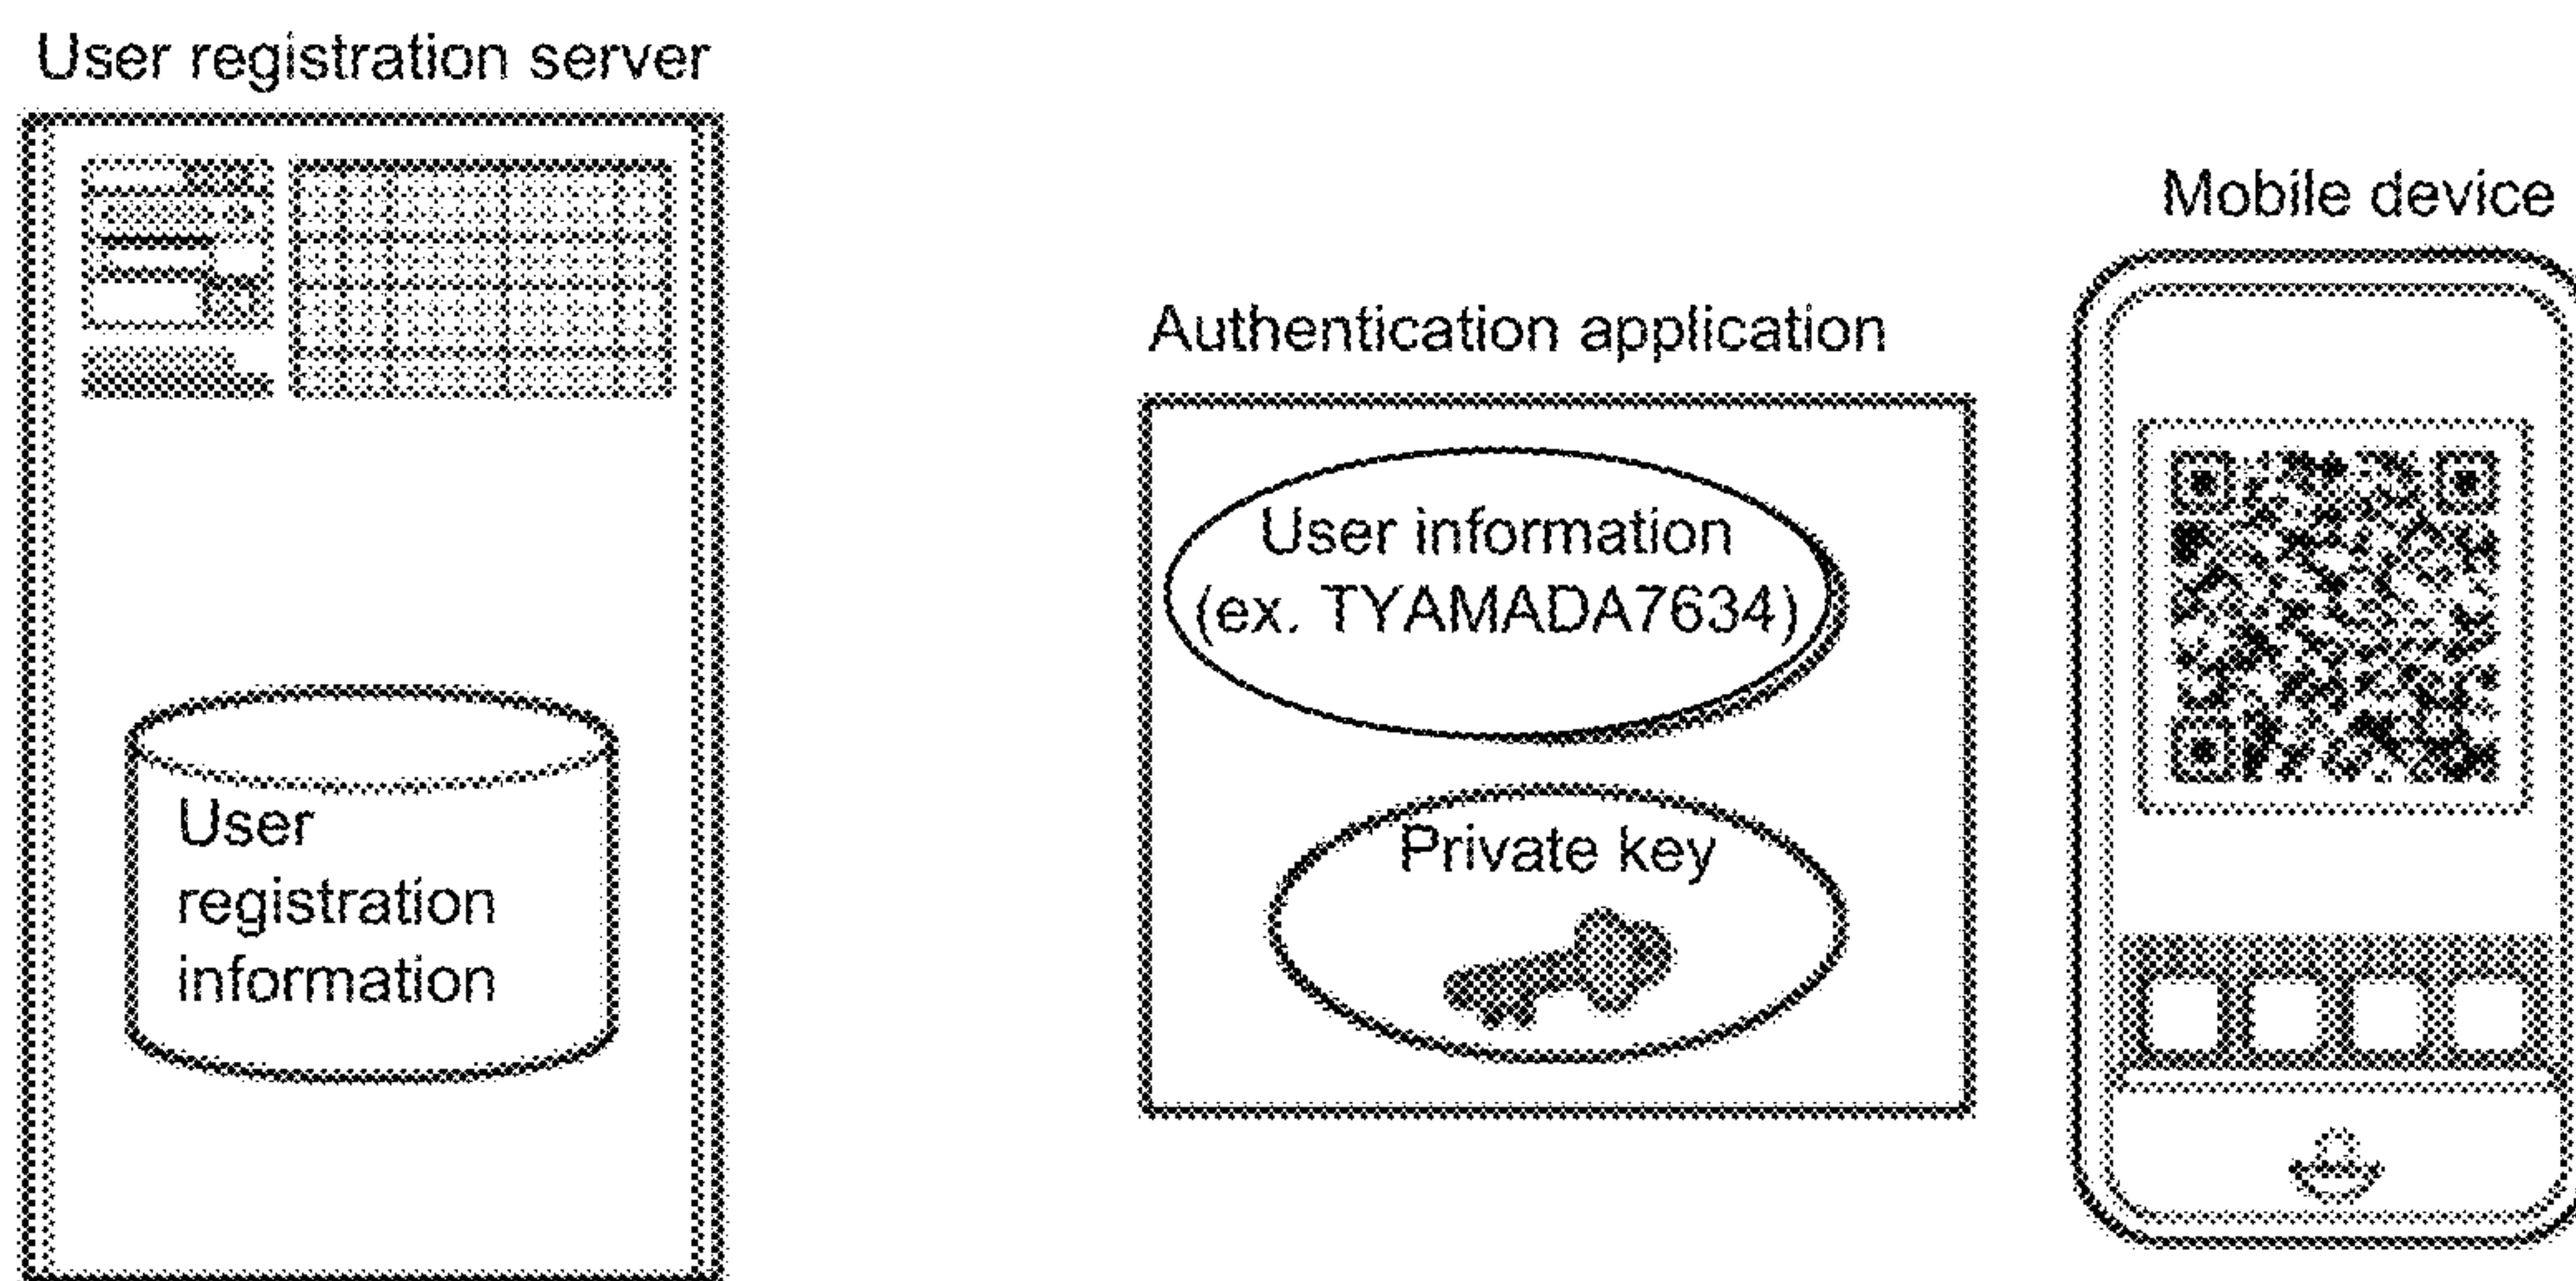 User registration server
User
registration
information
Authentication application
User information
(ex. TYAMADA7634)
Private key
Mobile device